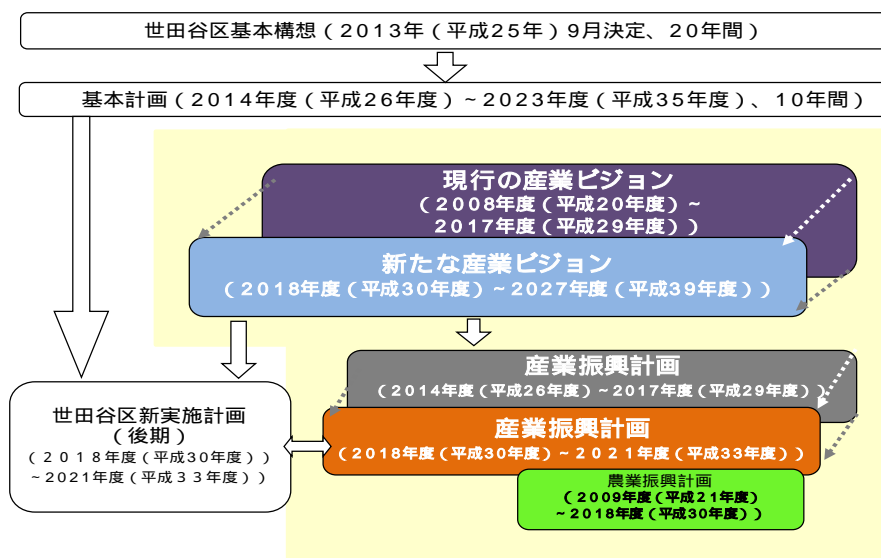 世田谷区基本構想（２０１３年（平成２５年）９月決定、２０年間）
基本計画（２０１４年度（平成２６年度）～２０２３年度（平成３５年度）、１０年間）
現行の産業ビジョン
（２００８年度（平成２０年度）～
２０１７年度（平成２９年度））
新たな産業ビジョン
（２０１８年度（平成３０年度）～２０２７年度（平成３９年度））
産業振興計画
（２０１４年度（平成２６年度）～２０１７年度（平成２９年度））
世田谷区新実施計画
（後期）
（２０１８年度（平成３０年度））
～２０２１年度（平成３３年度））
産業振興計画
（２０１８年度（平成３０年度）～２０２１年度（平成３３年度））
農業振興計画
（２００９年度（平成２１年度）
～２０１８年度（平成３０年度））